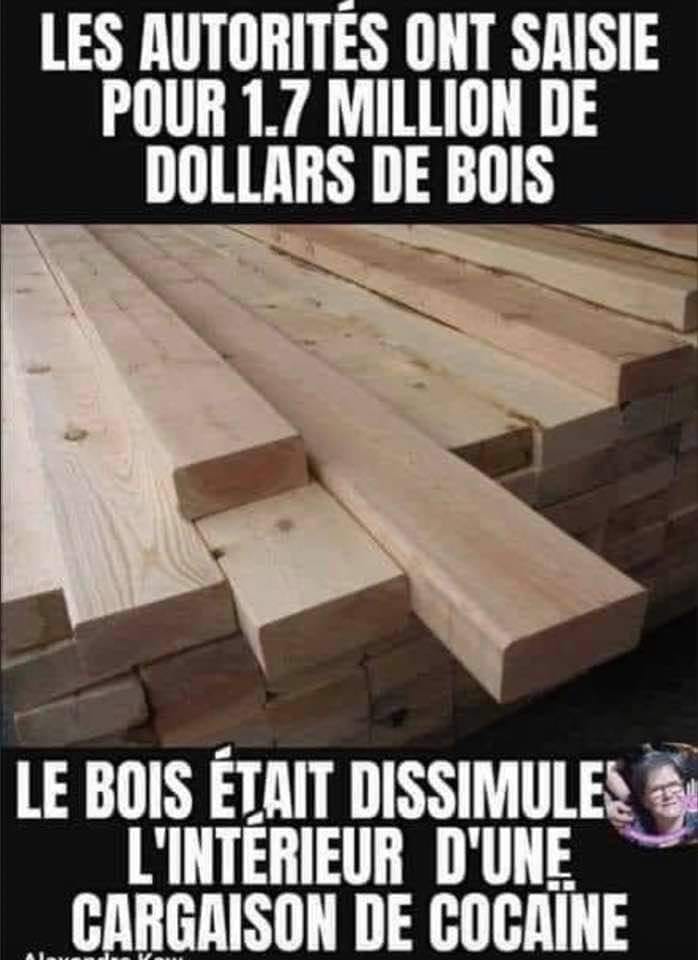 LES AUTORITÉS ONT SAISIE
POUR 1.7 MILLION DE
DOLLARS DE BOIS
LE BOIS ÉTAIT DISSIMULE
L'INTÉRIEUR D'UNE
CARGAISON DE COCAÏNE